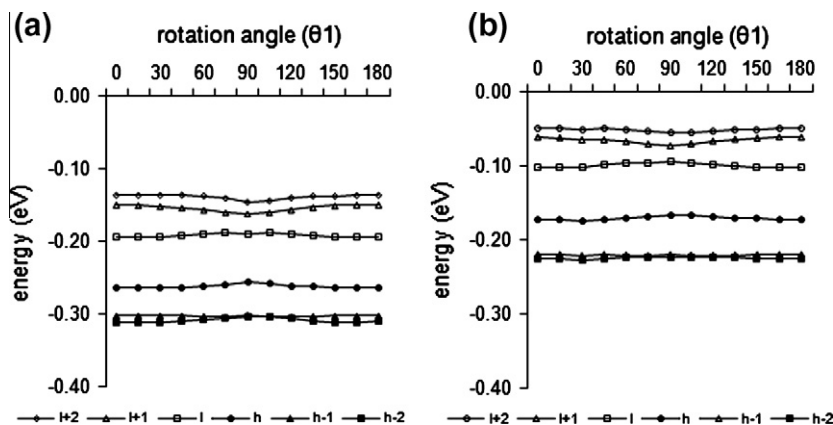 (a)
rotation angle (θ1)
0 30 60 90 120 150 180
0.00
-0.10
-0.20
-0.30
-0.40
energy (eV)
l+2 l+1 l h h-1 h-2
(b)
rotation angle (θ1)
0 30 60 90 120 150 180
0.00
-0.10
-0.20
-0.30
-0.40
energy (eV)
l+2 l+1 l h h-1 h-2